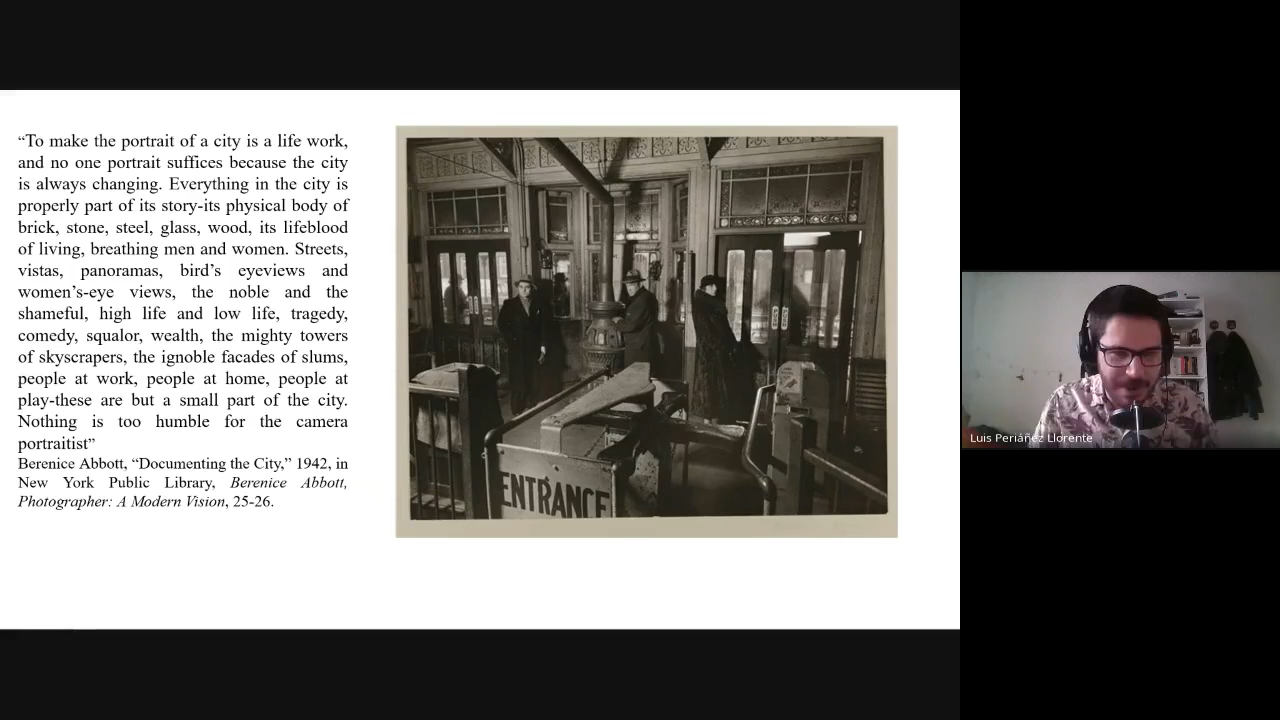 “To make the portrait of a city is a life work,
and no one portrait suffices because the city
is always changing. Everything in the city is
properly part of its story-its physical body of
brick, stone, steel, glass, wood, its lifeblood
of living, breathing men and women. Streets,
vistas, panoramas, bird’s eyeviews and
women’s-eye views, the noble and the
shameful, high life and low life, tragedy,
comedy, squalor, wealth, the mighty towers
of skyscrapers, the ignoble facades of slums,
people at work, people at home, people at
play-these are but a small part of the city.
Nothing is too humble for the camera
portraitist”
Berenice Abbott, “Documenting the City,” 1942, in
New York Public Library, Berenice Abbott,
Photographer: A Modern Vision, 25-26.
ENTRANCE
Luis Periáñez Llorente